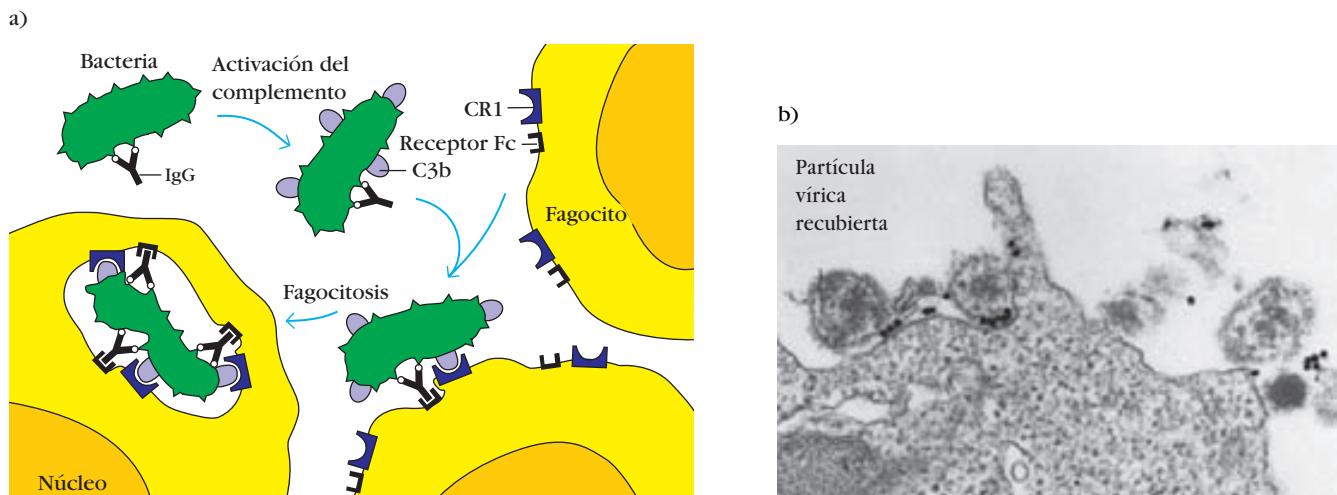 a)
Bacteria
Activación del
complemento
IgG
CR1
Receptor Fc
C3b
Fagocito
Fagocitosis
Núcleo
b)
Partícula
vírica
recubierta